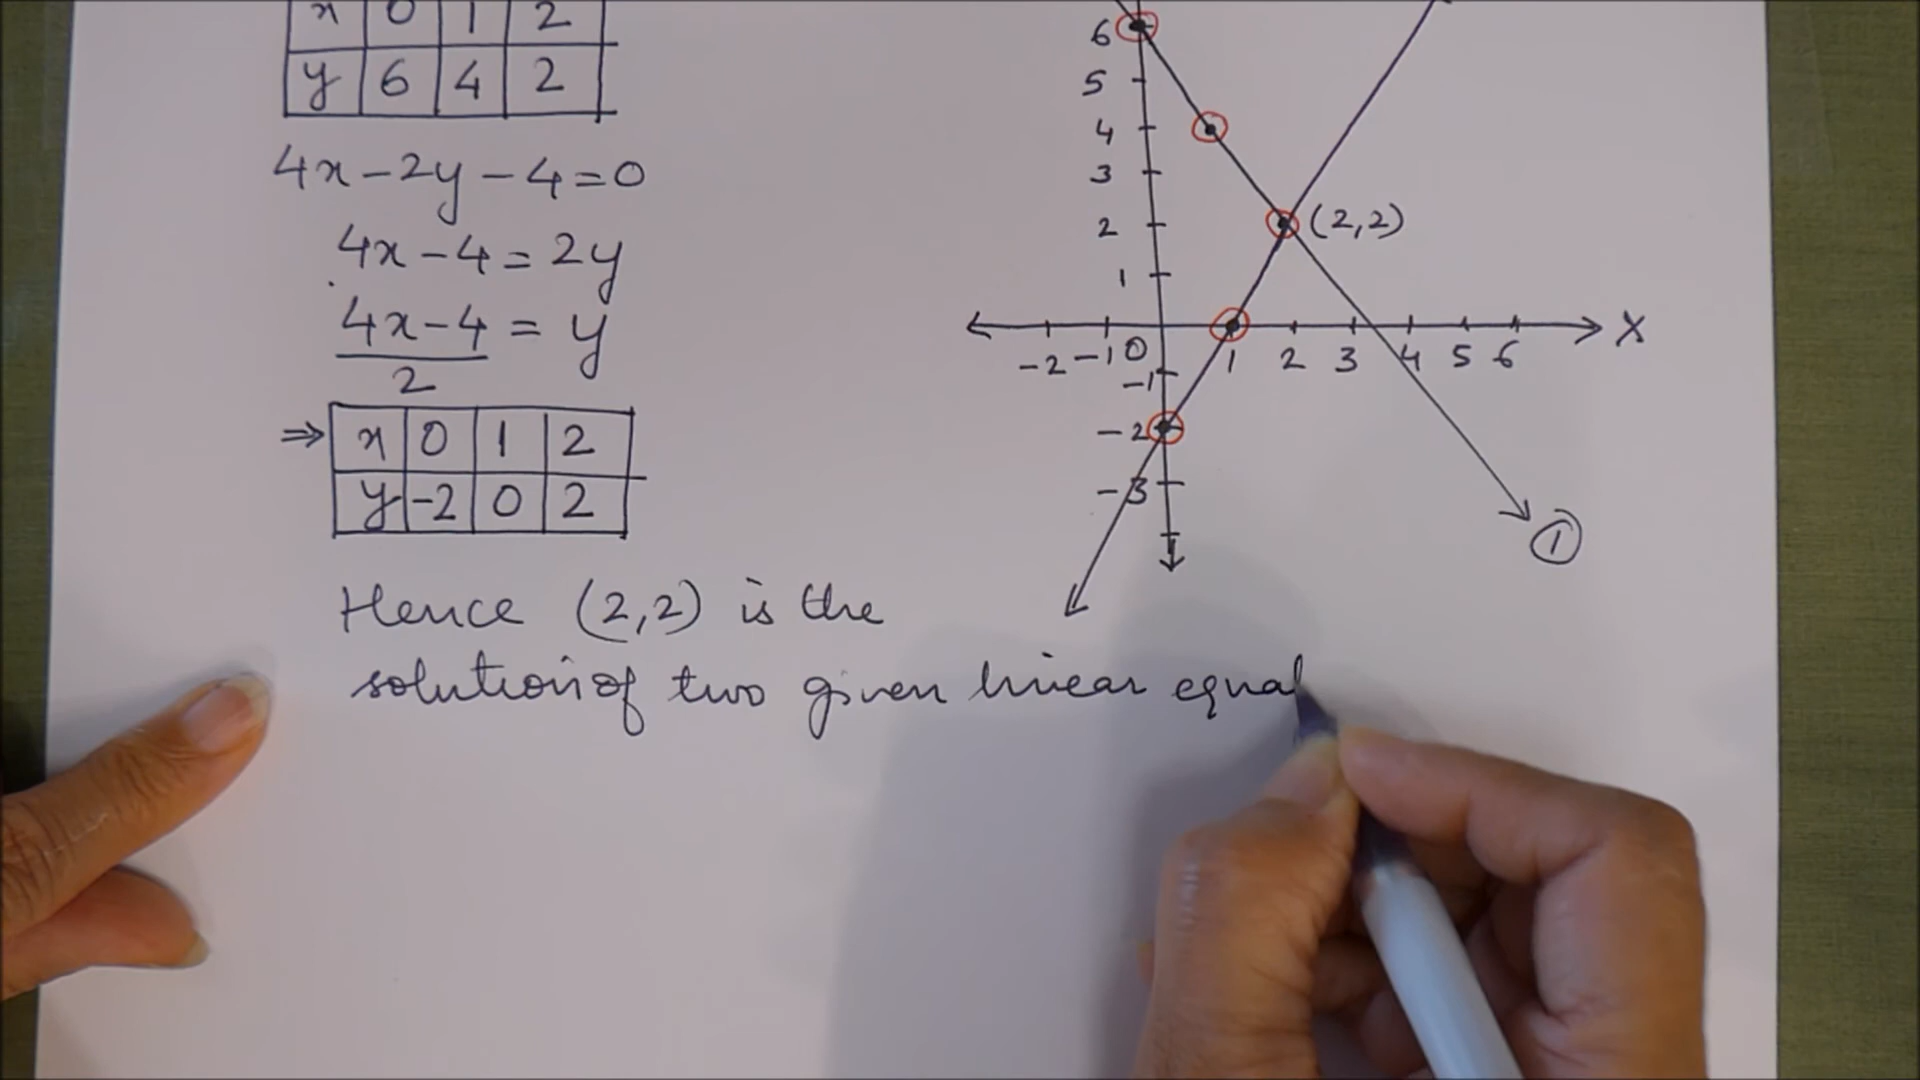 x 0 1 2
y 6 4 2
4x-2y-4=0
4x-4=2y
4x-4 = y
2
⇒ x 0 1 2
y -2 0 2
Hence (2,2) is the
solution of two given linear equat
6
5
4
3
2 (2,2)
1
-2 -1 0 1 2 3 4 5 6 X
-1
-2
-3
①